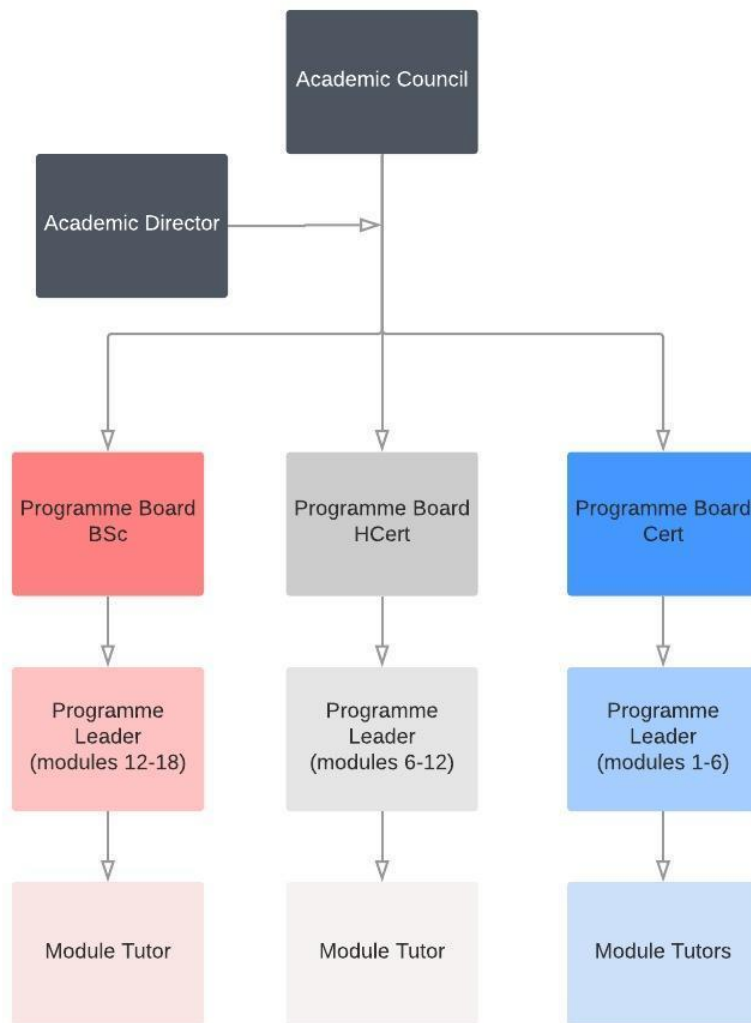 Academic Council
Academic Director
Programme Board
BSc
Programme Board
HCert
Programme Board
Cert
Programme
Leader
(modules 12-18)
Programme
Leader
(modules 6-12)
Programme
Leader
(modules 1-6)
Module Tutor
Module Tutor
Module Tutors